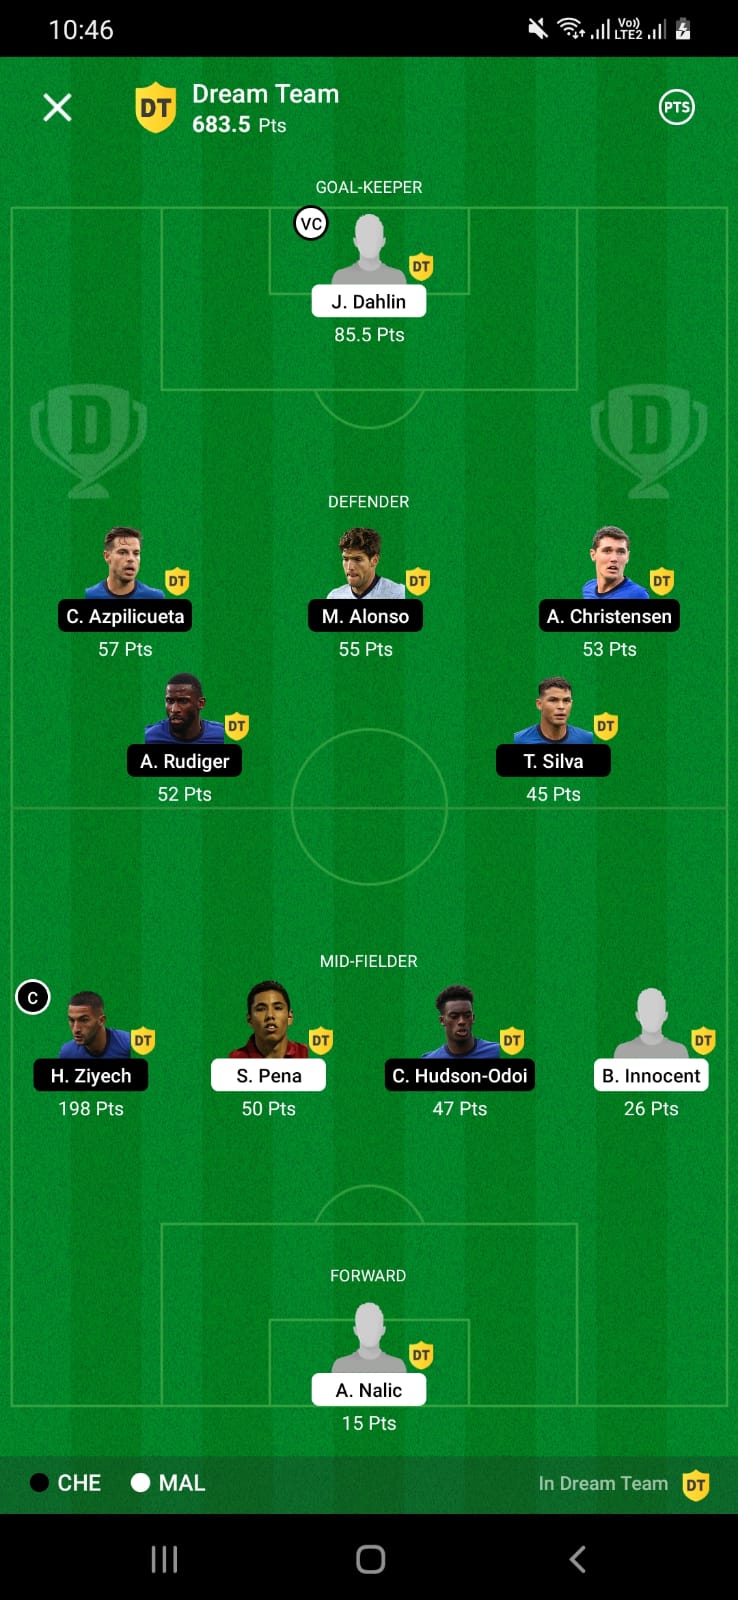 10:46
Vo)
LTE2
DT
Dream Team
683.5 Pts
PTS
GOAL-KEEPER
VC
DT
J. Dahlin
85.5 Pts
D
D
DEFENDER
DT
DT
DT
C. Azpilicueta
M. Alonso
A. Christensen
57 Pts
55 Pts
53 Pts
DT
DT
A. Rudiger
T. Silva
52 Pts
45 Pts
MID-FIELDER
C
DT
DT
DT
DT
H. Ziyech
S. Pena
C. Hudson-Odoi
B. Innocent
198 Pts
50 Pts
47 Pts
26 Pts
FORWARD
DT
A. Nalic
15 Pts
CHE
MAL
In Dream Team
DT